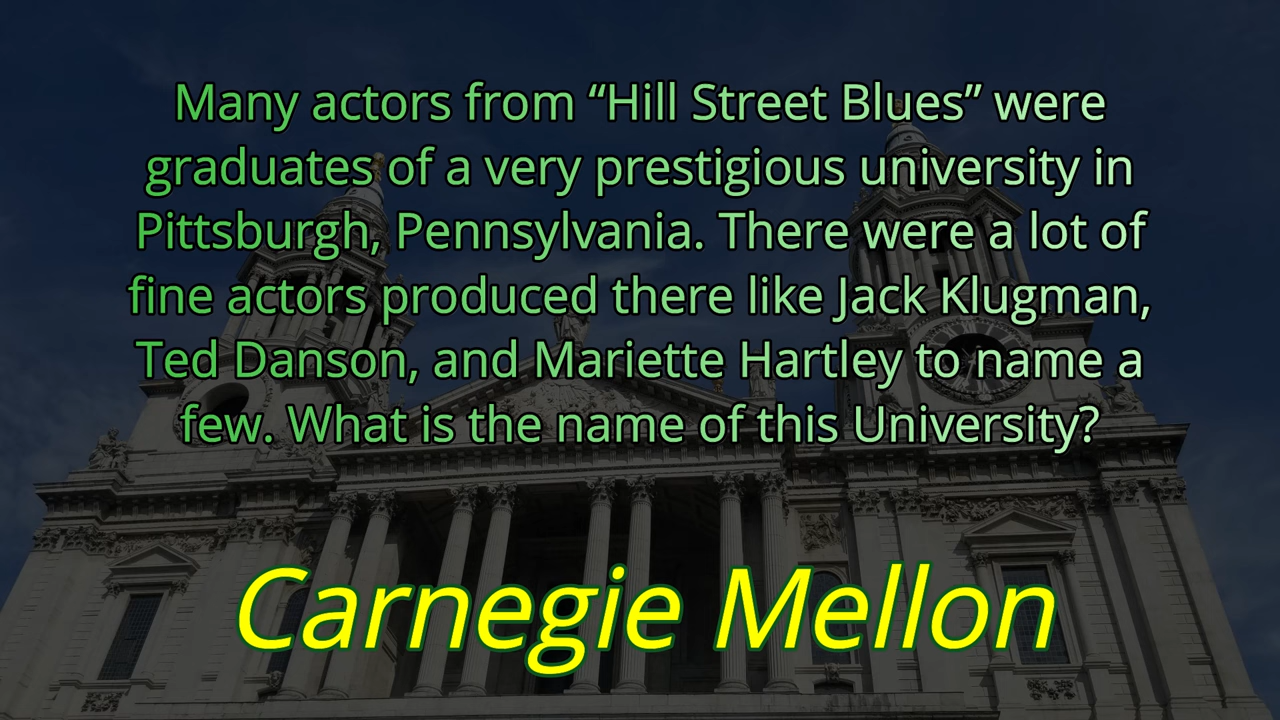 Many actors from “Hill Street Blues” were
graduates of a very prestigious university in
Pittsburgh, Pennsylvania. There were a lot of
fine actors produced there like Jack Klugman,
Ted Danson, and Mariette Hartley to name a
few. What is the name of this University?
Carnegie Mellon